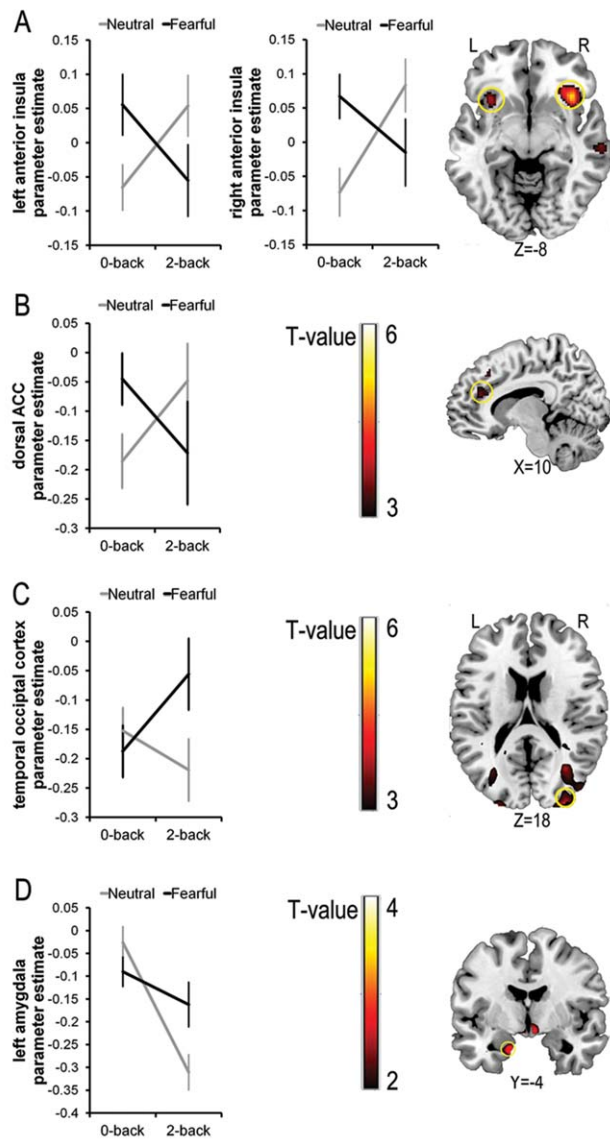 A
Neutral Fearful
left anterior insula
parameter estimate
0.15
0.1
0.05
0
-0.05
-0.1
-0.15
0-back 2-back
Neutral Fearful
right anterior insula
parameter estimate
0.15
0.1
0.05
0
-0.05
-0.1
-0.15
0-back 2-back
L R
Z=-8
B
Neutral Fearful
dorsal ACC
parameter estimate
0.05
0
-0.05
-0.1
-0.15
-0.2
-0.25
-0.3
0-back 2-back
T-value 6
3
X=10
C
Neutral Fearful
temporal occiptal cortex
parameter estimate
0.05
0
-0.05
-0.1
-0.15
-0.2
-0.25
-0.3
0-back 2-back
T-value 6
3
L R
Z=18
D
Neutral Fearful
left amygdala
parameter estimate
0.05
0
-0.05
-0.1
-0.15
-0.2
-0.25
-0.3
-0.35
-0.4
0-back 2-back
T-value 4
2
Y=-4